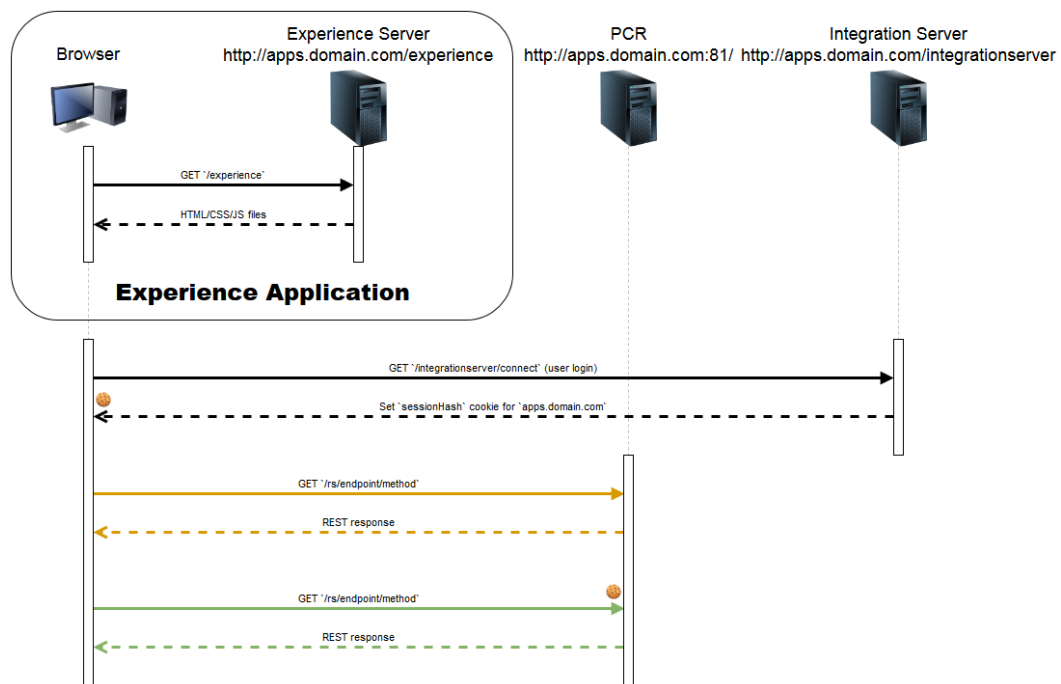 Browser
Experience Server
http://apps.domain.com/experience
PCR
http://apps.domain.com:81/
Integration Server
http://apps.domain.com/integrationserver
GET `/experience`
HTML/CSS/JS files
Experience Application
GET `/integrationserver/connect` (user login)
Set `sessionHash` cookie for `apps.domain.com`
GET `/rs/endpoint/method`
REST response
GET `/rs/endpoint/method`
REST response